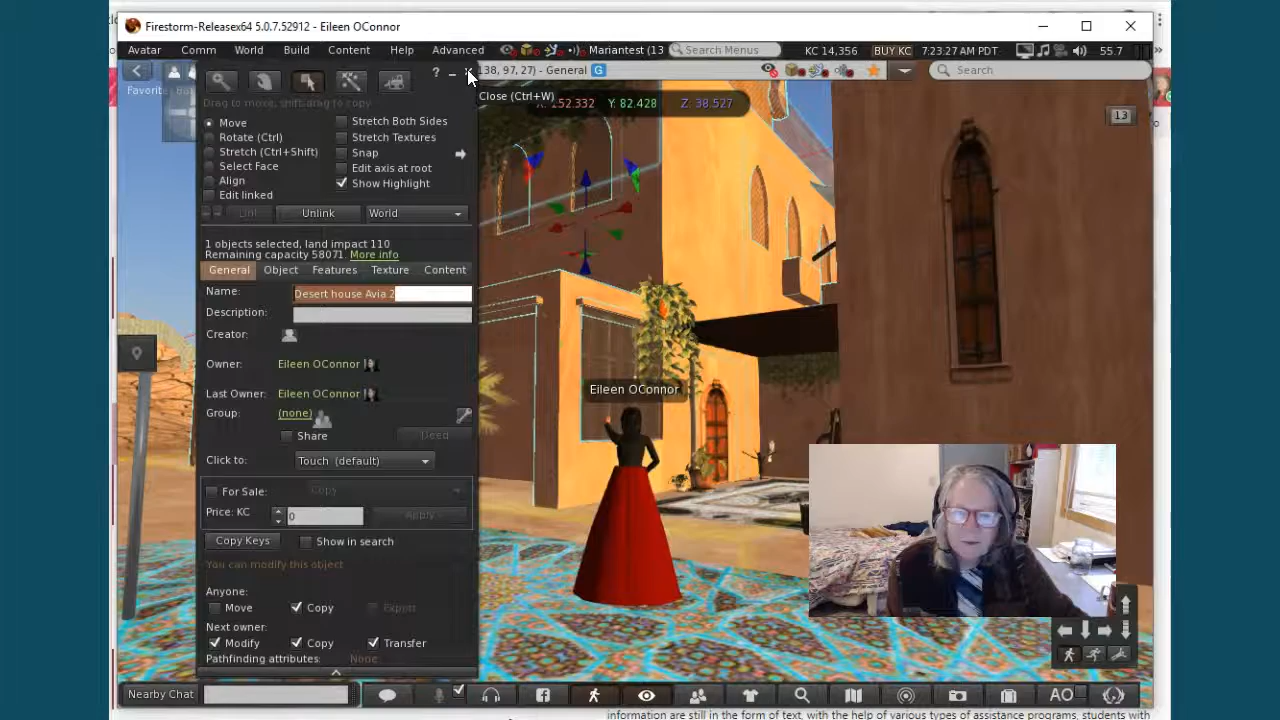 Firestorm-Releasex64 5.0.7.52912 - Eileen OConnor
Avatar Comm World Build Content Help Advanced Mariantest (13 Search Menus KC 14,356 BUY KC 7:23:27 AM PDT 55.7
138, 97, 27) - General G Search
Favorit
? Close (Ctrl+W) X: 152.332 Y: 82.428 Z: 38.527
Drag to move, shift-drag to copy
13
Move
Rotate (Ctrl)
Stretch (Ctrl+Shift)
Select Face
Align
Edit linked
Stretch Both Sides
Stretch Textures
Snap
Edit axis at root
Show Highlight
Link Unlink World
1 objects selected, land impact 110
Remaining capacity 58071. More info
General Object Features Texture Content
Name: Desert house Avia 2
Description:
Creator:
Owner: Eileen OConnor
Last Owner: Eileen OConnor
Group: (none)
Share Deed
Click to: Touch (default)
For Sale: Copy
Price: KC 0 Apply
Copy Keys Show in search
You can modify this object
Anyone:
Move Copy Export
Next owner:
Modify Copy Transfer
Pathfinding attributes: None
Eileen OConnor
Nearby Chat AO
information are still in the form of text, with the help of various types of assistance programs, students with